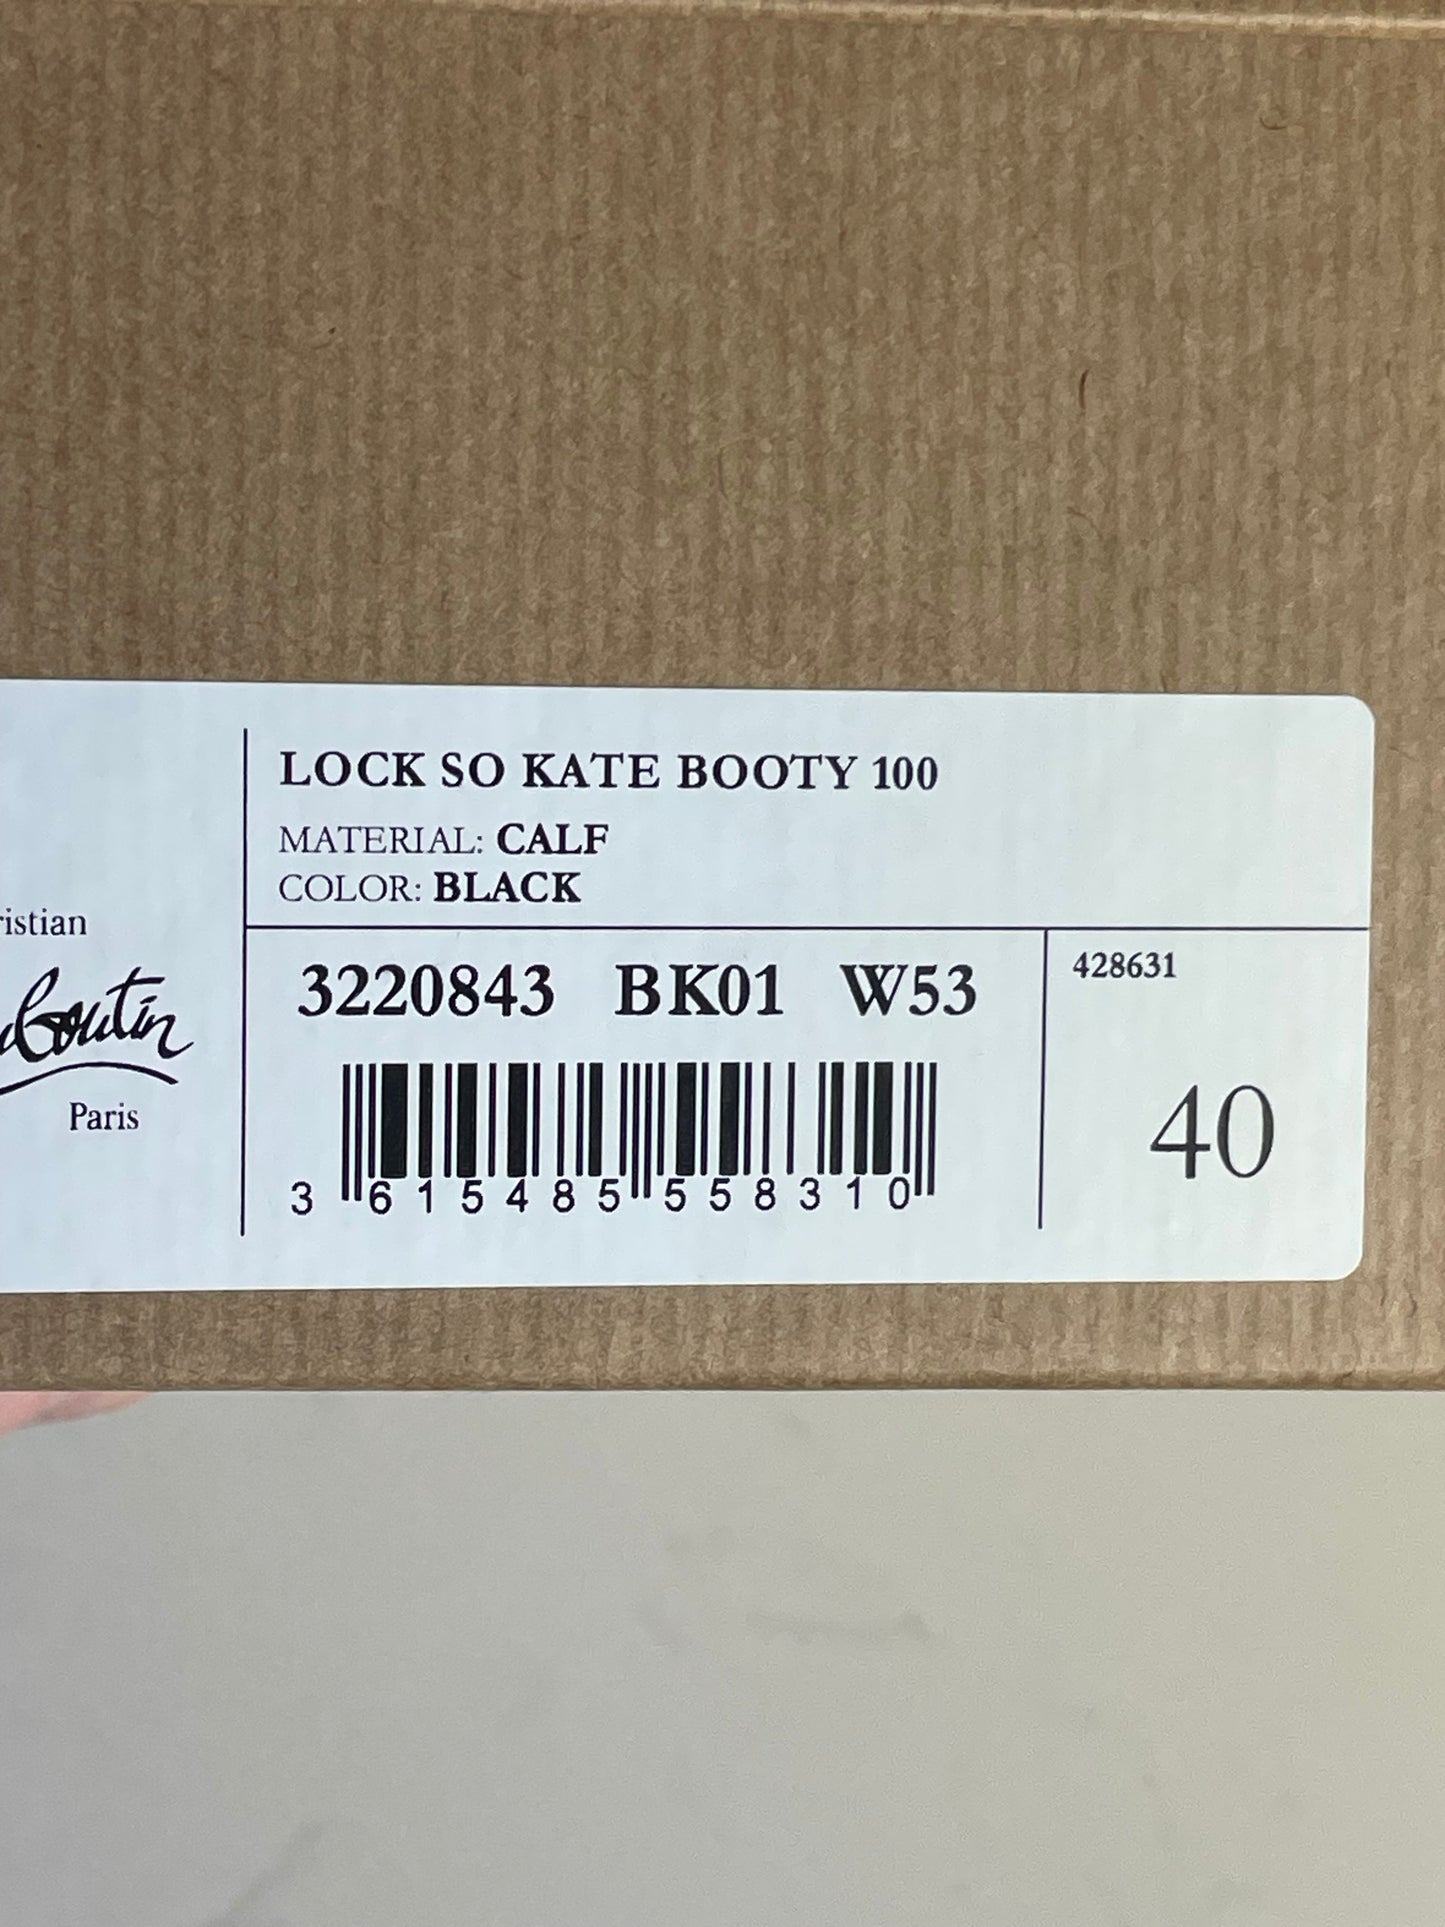 ristian
uboutin
Paris
LOCK SO KATE BOOTY 100
MATERIAL: CALF
COLOR: BLACK
3220843 BK01 W53
3 615485 558310
428631
40